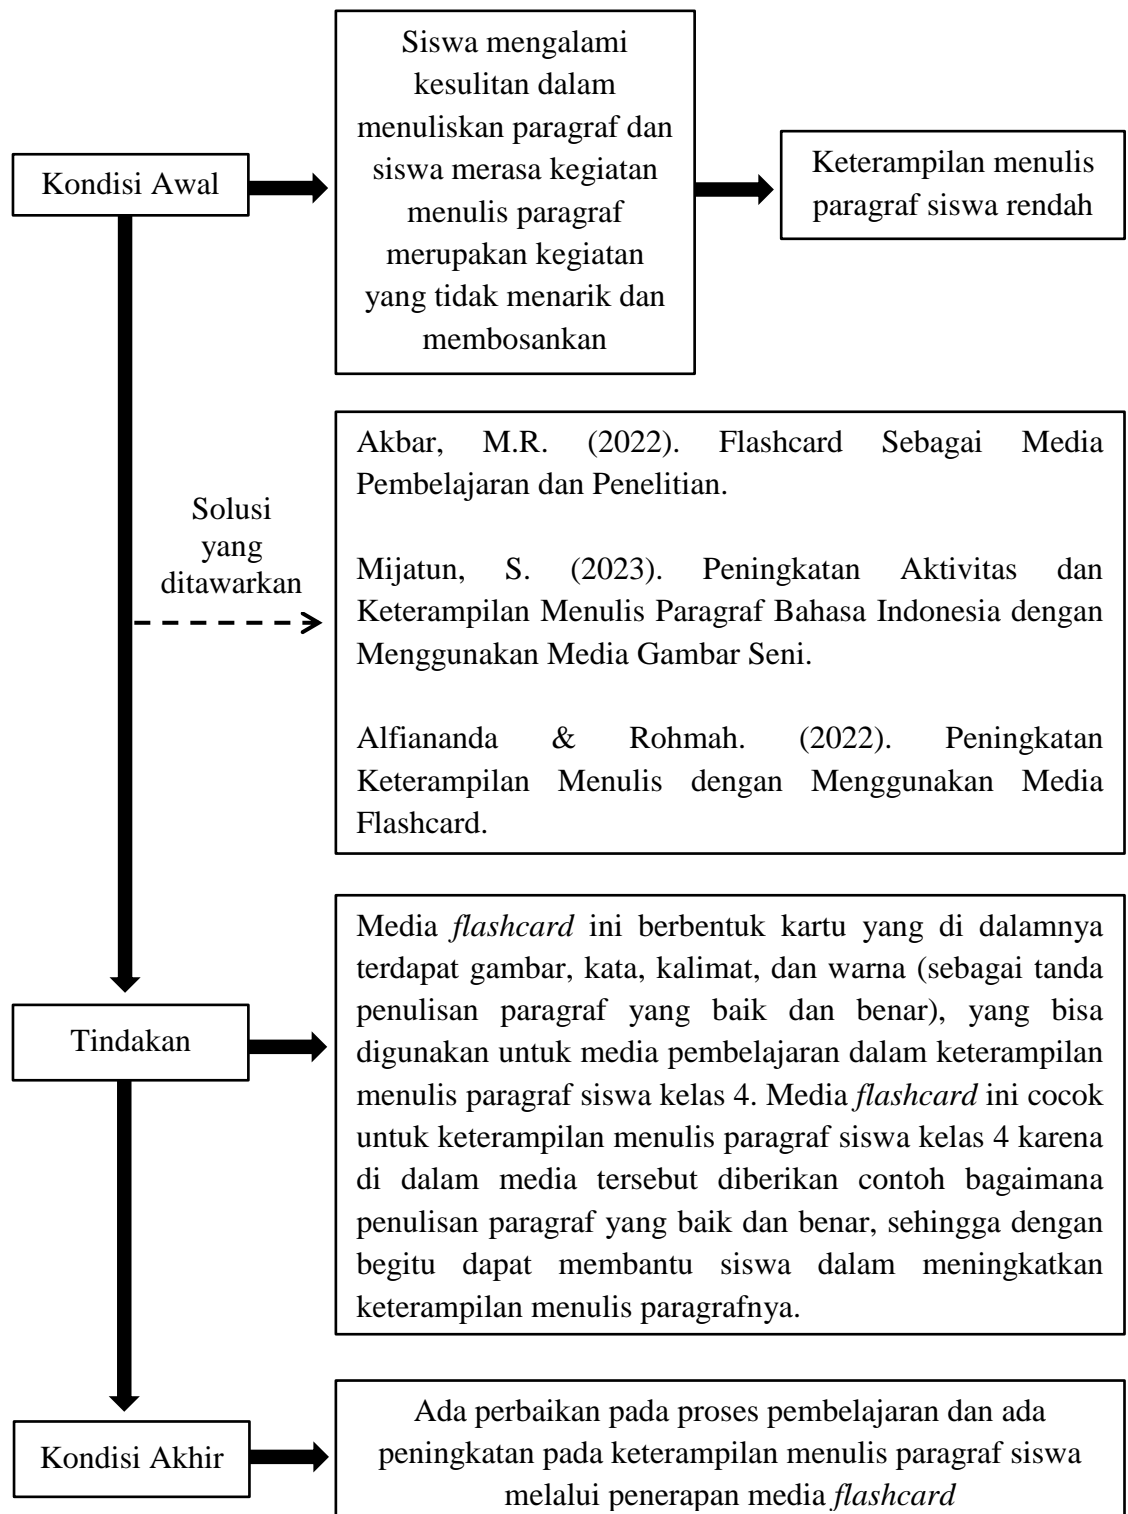 Siswa mengalami
kesulitan dalam
menuliskan paragraf dan
siswa merasa kegiatan
menulis paragraf
merupakan kegiatan
yang tidak menarik dan
membosankan
Kondisi Awal
Keterampilan menulis
paragraf siswa rendah
Solusi
yang
ditawarkan
Akbar, M.R. (2022). Flashcard Sebagai Media
Pembelajaran dan Penelitian.
Mijatun, S. (2023). Peningkatan Aktivitas dan
Keterampilan Menulis Paragraf Bahasa Indonesia dengan
Menggunakan Media Gambar Seni.
Alfiananda & Rohmah. (2022). Peningkatan
Keterampilan Menulis dengan Menggunakan Media
Flashcard.
Tindakan
Media flashcard ini berbentuk kartu yang di dalamnya
terdapat gambar, kata, kalimat, dan warna (sebagai tanda
penulisan paragraf yang baik dan benar), yang bisa
digunakan untuk media pembelajaran dalam keterampilan
menulis paragraf siswa kelas 4. Media flashcard ini cocok
untuk keterampilan menulis paragraf siswa kelas 4 karena
di dalam media tersebut diberikan contoh bagaimana
penulisan paragraf yang baik dan benar, sehingga dengan
begitu dapat membantu siswa dalam meningkatkan
keterampilan menulis paragrafnya.
Kondisi Akhir
Ada perbaikan pada proses pembelajaran dan ada
peningkatan pada keterampilan menulis paragraf siswa
melalui penerapan media flashcard